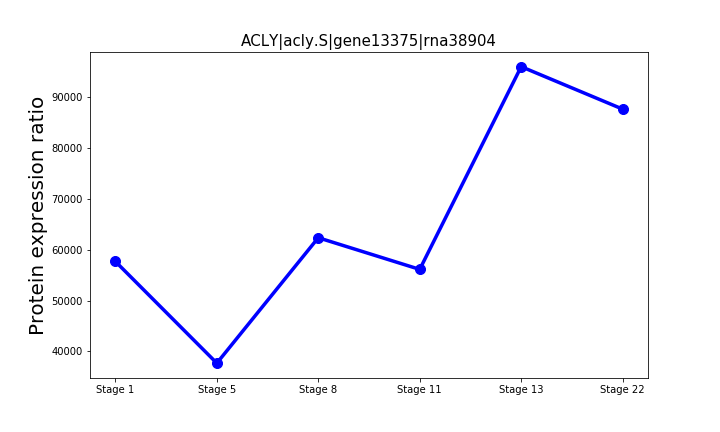 ACLY|acly.S|gene13375|rna38904
Protein expression ratio
90000
80000
70000
60000
50000
40000
Stage 1
Stage 5
Stage 8
Stage 11
Stage 13
Stage 22